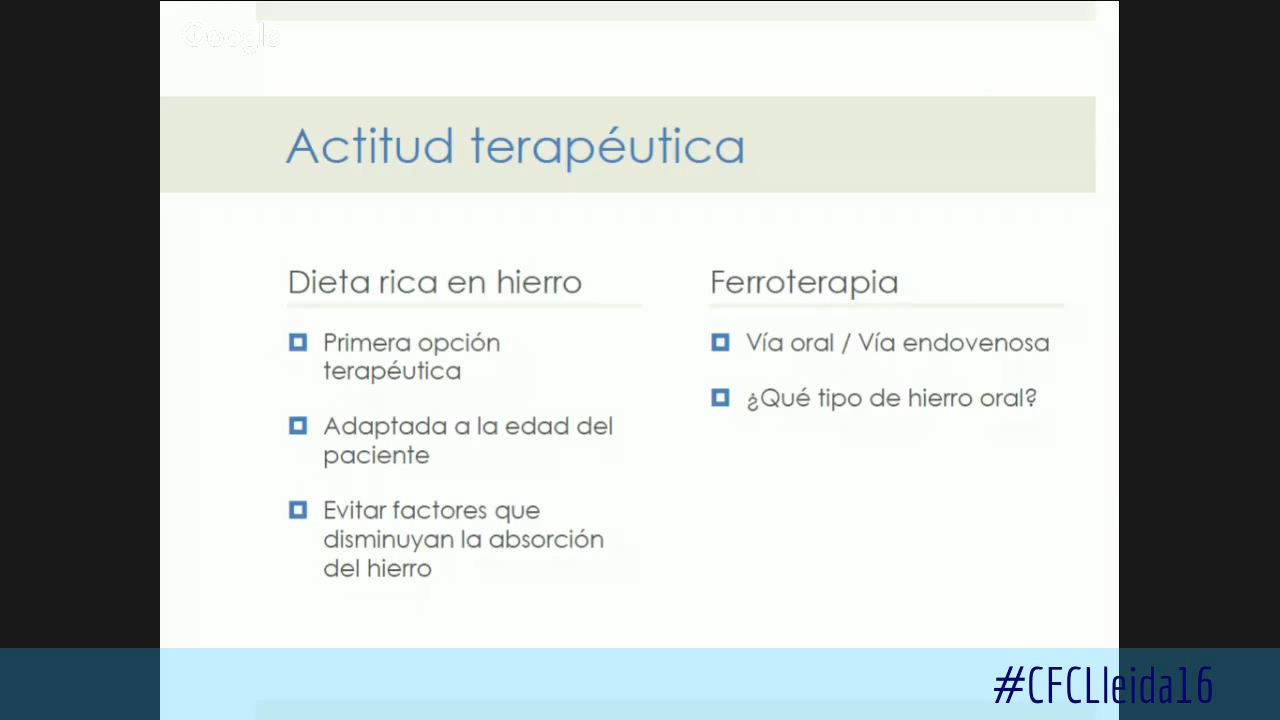 Google
Actitud terapéutica
Dieta rica en hierro
Primera opción
terapéutica
Adaptada a la edad del
paciente
Evitar factores que
disminuyan la absorción
del hierro
Ferroterapia
Vía oral / Vía endovenosa
¿Qué tipo de hierro oral?
#CFCLleida16